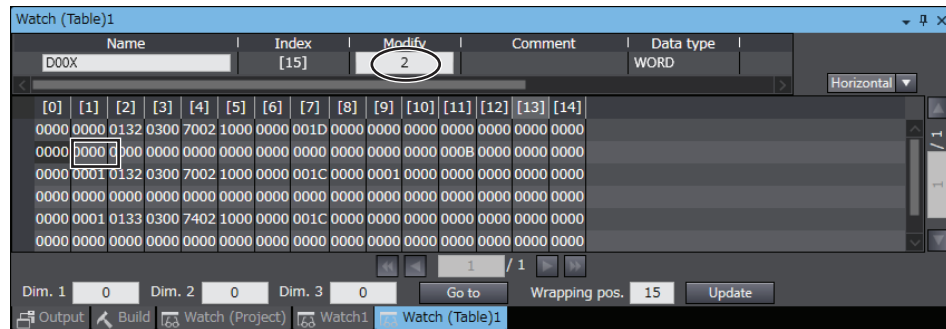 Watch (Table)1
Name Index Modify Comment Data type
D00X [15] 2 WORD
Horizontal
[0] [1] [2] [3] [4] [5] [6] [7] [8] [9] [10] [11] [12] [13] [14]
0000 0000 0132 0300 7002 1000 0000 001D 0000 0000 0000 0000 0000 0000 0000
0000 0000 0000 0000 0000 0000 0000 0000 0000 0000 0000 000B 0000 0000 0000
0000 0001 0132 0300 7002 1000 0000 001C 0000 0001 0000 0000 0000 0000 0000
0000 0000 0000 0000 0000 0000 0000 0000 0000 0000 0000 0000 0000 0000 0000
0000 0001 0133 0300 7402 1000 0000 001C 0000 0000 0000 0000 0000 0000 0000
0000 0000 0000 0000 0000 0000 0000 0000 0000 0000 0000 0000 0000 0000 0000
1 / 1
1 / 1
Dim. 1 0 Dim. 2 0 Dim. 3 0 Go to Wrapping pos. 15 Update
Output Build Watch (Project) Watch1 Watch (Table)1